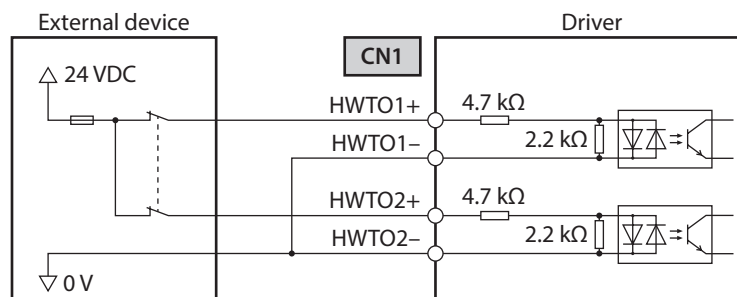 External device
Driver
CN1
24 VDC
HWTO1+
4.7 kΩ
HWTO1−
2.2 kΩ
HWTO2+
4.7 kΩ
HWTO2−
2.2 kΩ
0 V